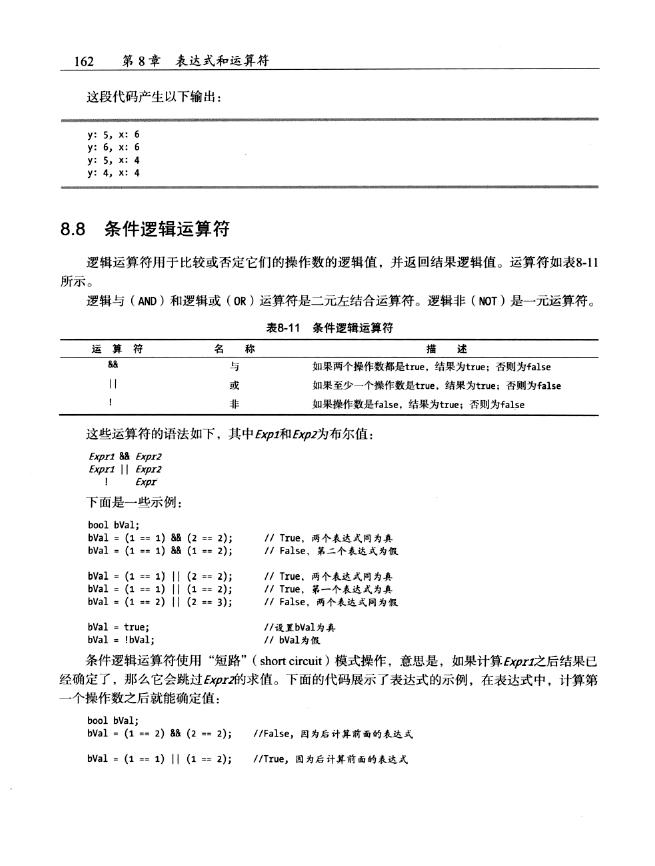 162 第8章 表达式和运算符
这段代码产生以下输出：
y: 5, x: 6
y: 6, x: 6
y: 5, x: 4
y: 4, x: 4
8.8 条件逻辑运算符
逻辑运算符用于比较或否定它们的操作数的逻辑值，并返回结果逻辑值。运算符如表8-11
所示。
逻辑与（AND）和逻辑或（OR）运算符是二元左结合运算符。逻辑非（NOT）是一元运算符。
表8-11 条件逻辑运算符
运算符 名称 描述
&& 与 如果两个操作数都是true，结果为true；否则为false
|| 或 如果至少一个操作数是true，结果为true；否则为false
! 非 如果操作数是false，结果为true；否则为false
这些运算符的语法如下，其中Expr1和Exp2为布尔值：
Expr1 && Expr2
Expr1 || Expr2
! Expr
下面是一些示例：
bool bVal;
bVal = (1 == 1) && (2 == 2); // True，两个表达式同为真
bVal = (1 == 1) && (1 == 2); // False，第二个表达式为假
bVal = (1 == 1) || (2 == 2); // True，两个表达式同为真
bVal = (1 == 1) || (1 == 2); // True，第一个表达式为真
bVal = (1 == 2) || (2 == 3); // False，两个表达式同为假
bVal = true; //设置bVal为真
bVal = !bVal; // bVal为假
条件逻辑运算符使用“短路”（short circuit）模式操作，意思是，如果计算Expr1之后结果已
经确定了，那么它会跳过Expr2的求值。下面的代码展示了表达式的示例，在表达式中，计算第
一个操作数之后就能确定值：
bool bVal;
bVal = (1 == 2) && (2 == 2); //False，因为后计算前面的表达式
bVal = (1 == 1) || (1 == 2); //True，因为后计算前面的表达式